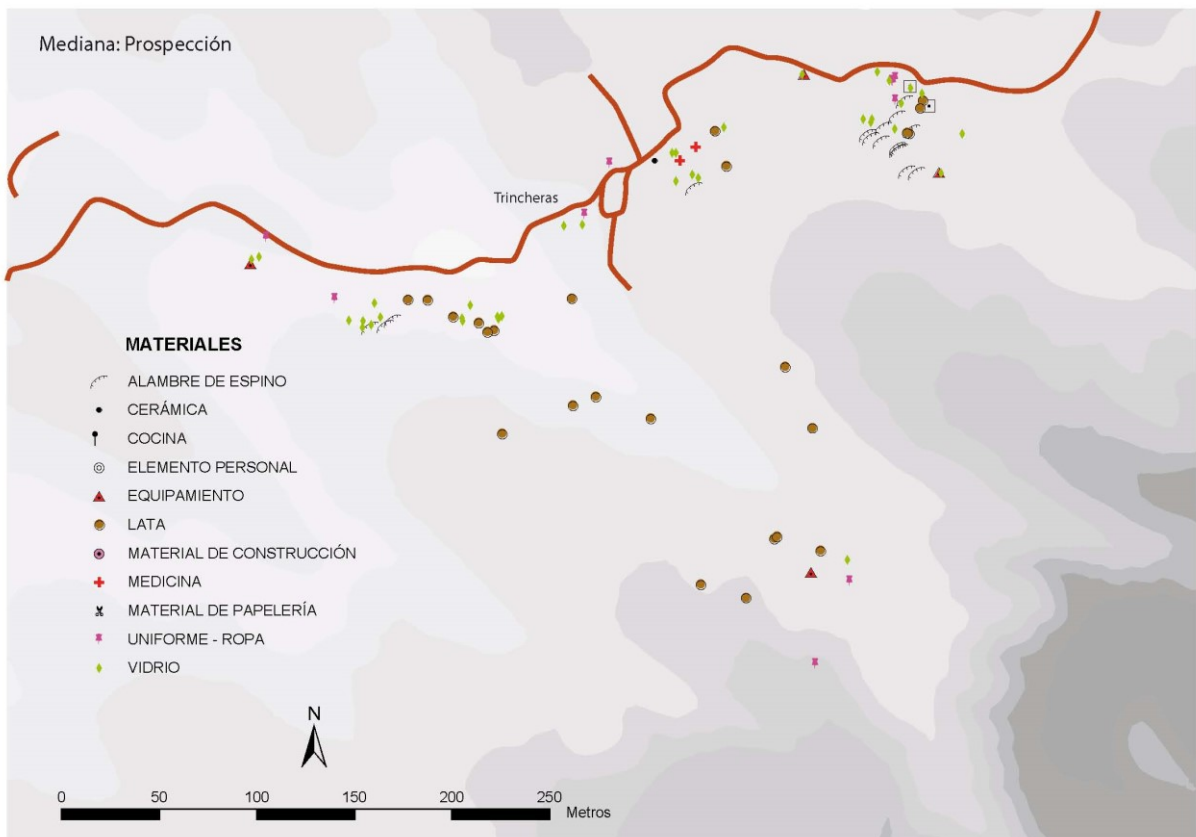 Mediana: Prospección
Trincheras
MATERIALES
ALAMBRE DE ESPINO
CERÁMICA
COCINA
ELEMENTO PERSONAL
EQUIPAMIENTO
LATA
MATERIAL DE CONSTRUCCIÓN
MEDICINA
MATERIAL DE PAPELERÍA
UNIFORME - ROPA
VIDRIO
N
0 50 100 150 200 250
Metros